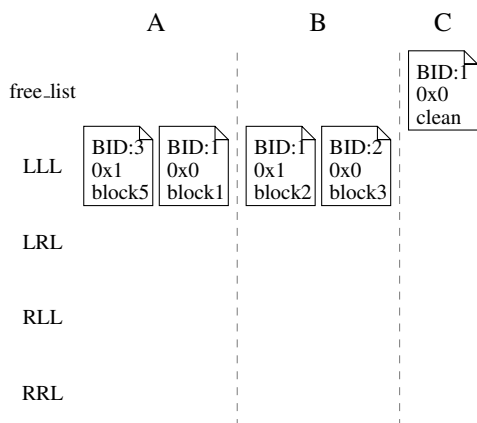 A B C
free_list
BID:1
0x0
clean
LLL
BID:3
0x1
block5
BID:1
0x0
block1
BID:1
0x1
block2
BID:2
0x0
block3
LRL
RLL
RRL